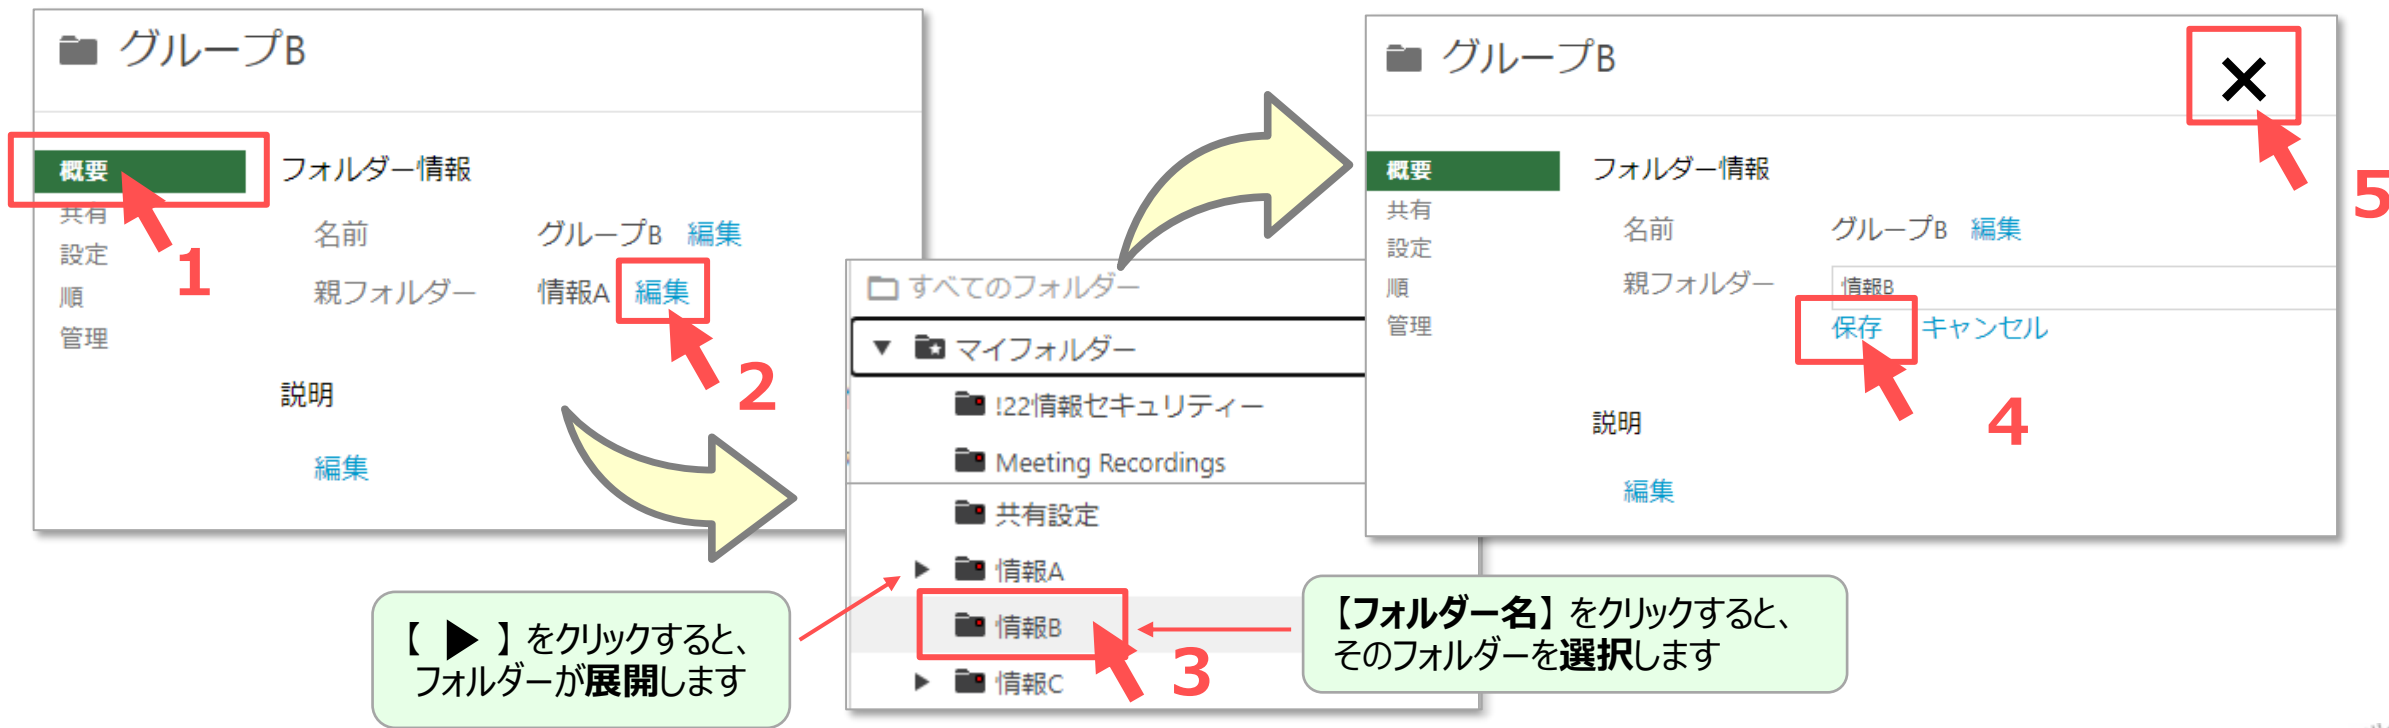 グループB
概要
フォルダー情報
共有
名前 グループB 編集
設定
順
親フォルダー 情報A 編集
管理
説明
編集
1
2
すべてのフォルダー
▼ マイフォルダー
!22情報セキュリティー
Meeting Recordings
共有設定
▶ 情報A
情報B
▶ 情報C
3
【 ▶ 】をクリックすると、
フォルダーが展開します
【フォルダー名】をクリックすると、
そのフォルダーを選択します
グループB
×
5
概要
フォルダー情報
共有
名前 グループB 編集
設定
順
親フォルダー 情報B
管理
保存 キャンセル
4
説明
編集